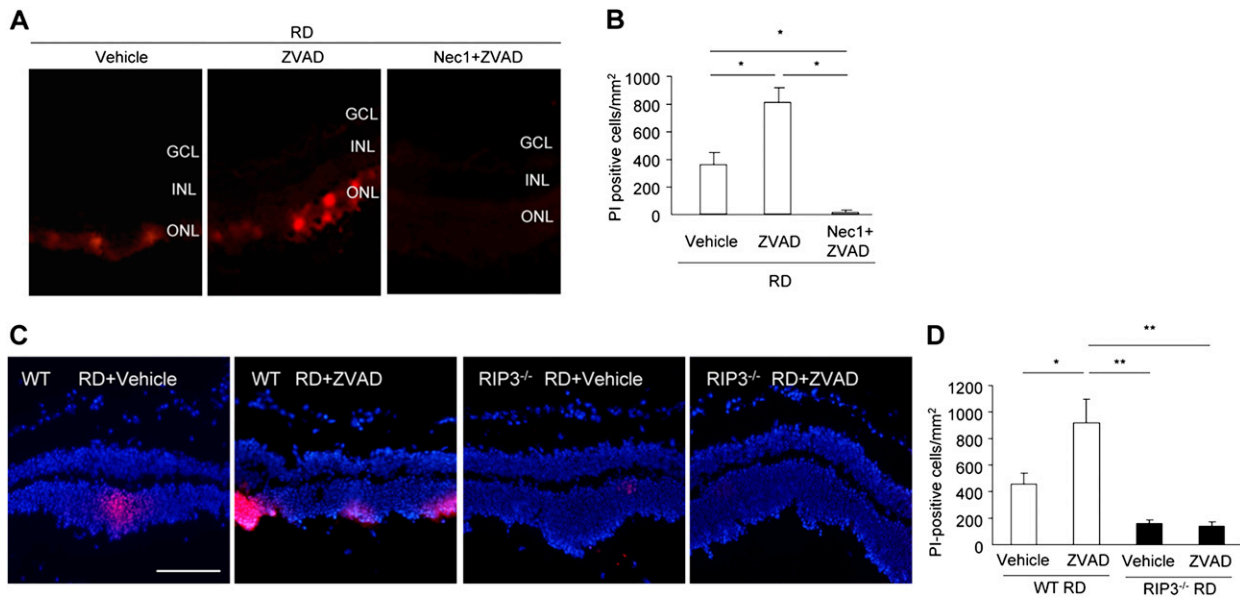 A
RD
Vehicle ZVAD Nec1+ZVAD
GCL
INL
ONL
GCL
INL
ONL
GCL
INL
ONL
B
PI positive cells/mm²
1000
800
600
400
200
0
*
* *
Vehicle ZVAD Nec1+
ZVAD
RD
C
WT RD+Vehicle
WT RD+ZVAD
RIP3⁻/⁻ RD+Vehicle
RIP3⁻/⁻ RD+ZVAD
D
PI-positive cells/mm²
1200
1000
800
600
400
200
0
**
* **
Vehicle ZVAD Vehicle ZVAD
WT RD RIP3⁻/⁻ RD